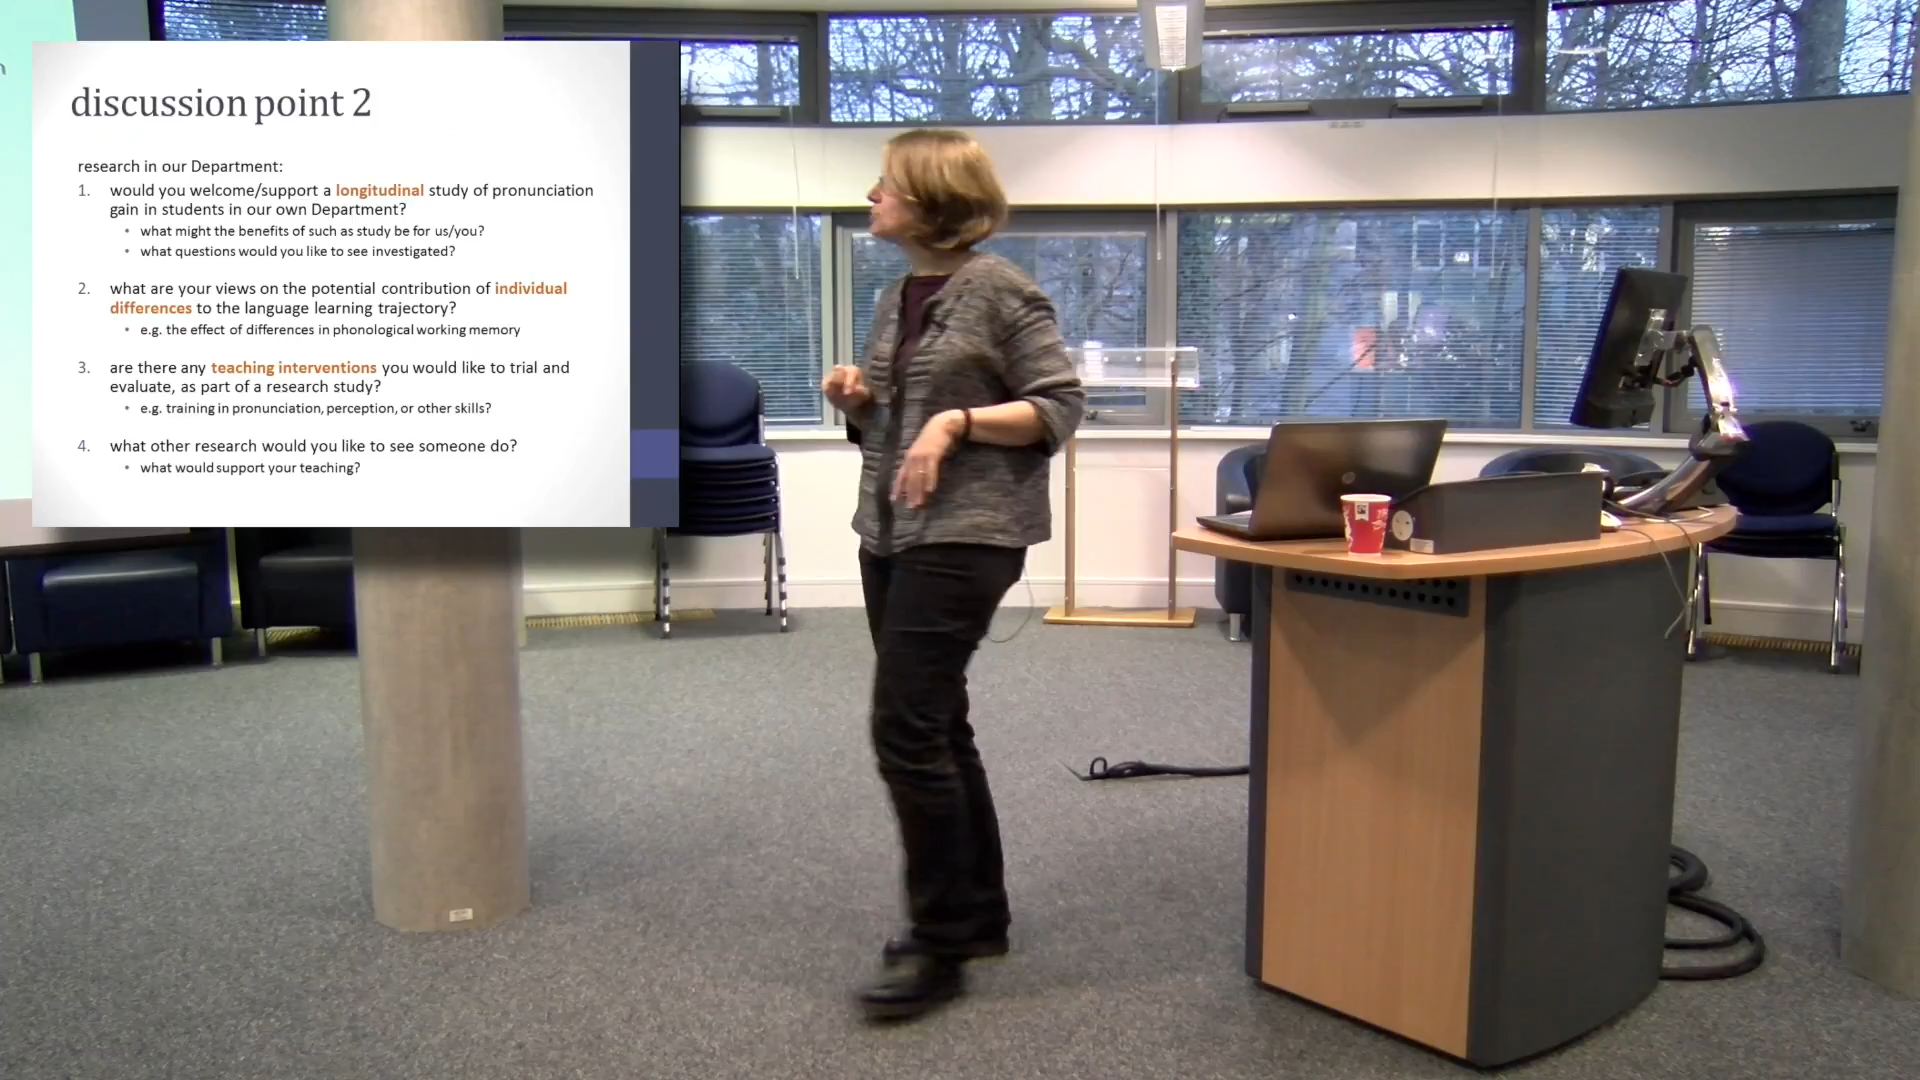 discussion point 2
research in our Department:
1. would you welcome/support a longitudinal study of pronunciation
gain in students in our own Department?
• what might the benefits of such as study be for us/you?
• what questions would you like to see investigated?
2. what are your views on the potential contribution of individual
differences to the language learning trajectory?
• e.g. the effect of differences in phonological working memory
3. are there any teaching interventions you would like to trial and
evaluate, as part of a research study?
• e.g. training in pronunciation, perception, or other skills?
4. what other research would you like to see someone do?
• what would support your teaching?